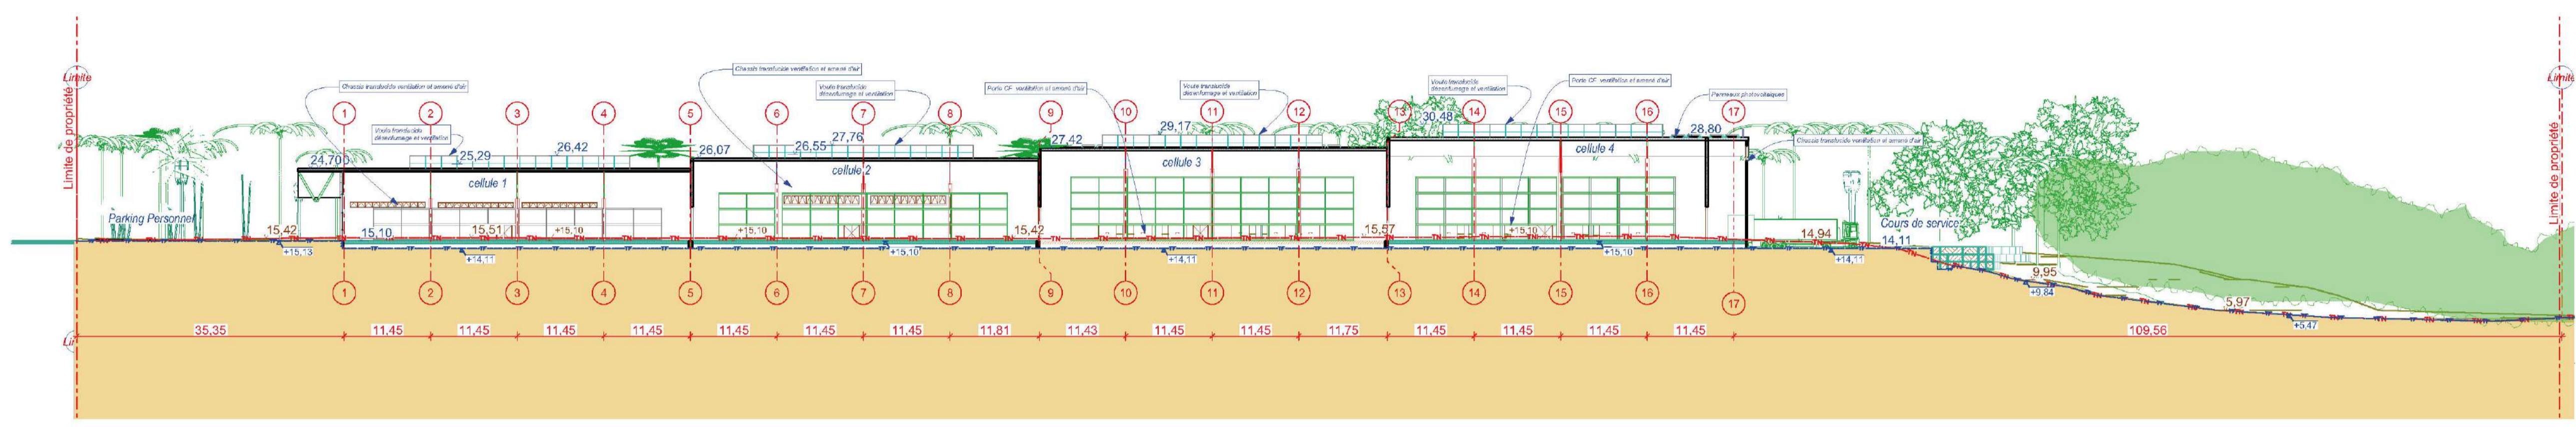 Limite
Limite de propriété
Parking Personnel
Chassis translucide ventilation et amené d'air
Voute translucide
désenfumage et ventilation
Chassis translucide ventilation et amené d'air
Voute translucide
désenfumage et ventilation
Porte CF ventilation et amené d'air
Voute translucide
désenfumage et ventilation
Voute translucide
désenfumage et ventilation
Porte CF ventilation et amené d'air
Panneaux photovoltaïques
Chassis translucide ventilation et amené d'air
Limite
Limite de propriété
1 2 3 4 5 6 7 8 9 10 11 12 13 14 15 16 17
24,700 25,29 26,42 26,07 26,55 27,76 27,42 29,17 30,48 28,80
cellule 1
cellule 2
cellule 3
cellule 4
Cours de service
15,42 15,10 15,51 +15,10 +15,10 15,42 15,57 +15,10 14,94 14,11
+15,13 +14,11 +15,10 +14,11 +15,10 +14,11
9,95
+9,84
5,97
+5,47
1 2 3 4 5 6 7 8 9 10 11 12 13 14 15 16 17
35,35 11,45 11,45 11,45 11,45 11,45 11,45 11,45 11,81 11,43 11,45 11,45 11,75 11,45 11,45 11,45 11,45 109,56